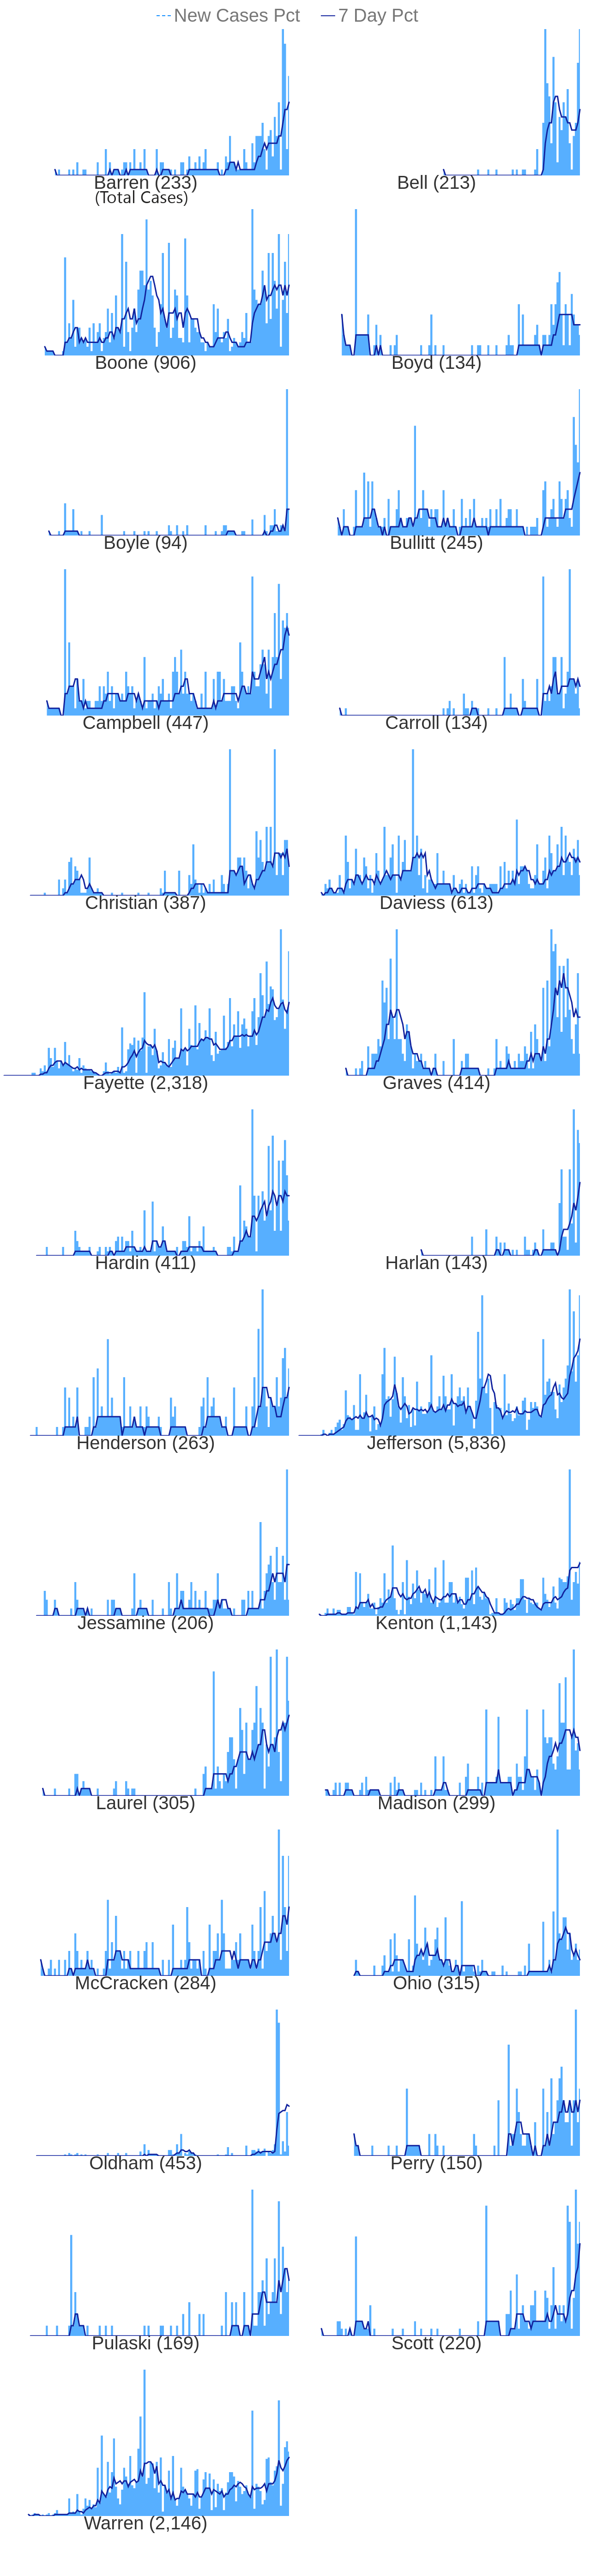 New Cases Pct 7 Day Pct
Barren (233) Bell (213)
(Total Cases)
Boone (906) Boyd (134)
Boyle (94) Bullitt (245)
Campbell (447) Carroll (134)
Christian (387) Daviess (613)
Fayette (2,318) Graves (414)
Hardin (411) Harlan (143)
Henderson (263) Jefferson (5,836)
Jessamine (206) Kenton (1,143)
Laurel (305) Madison (299)
McCracken (284) Ohio (315)
Oldham (453) Perry (150)
Pulaski (169) Scott (220)
Warren (2,146)